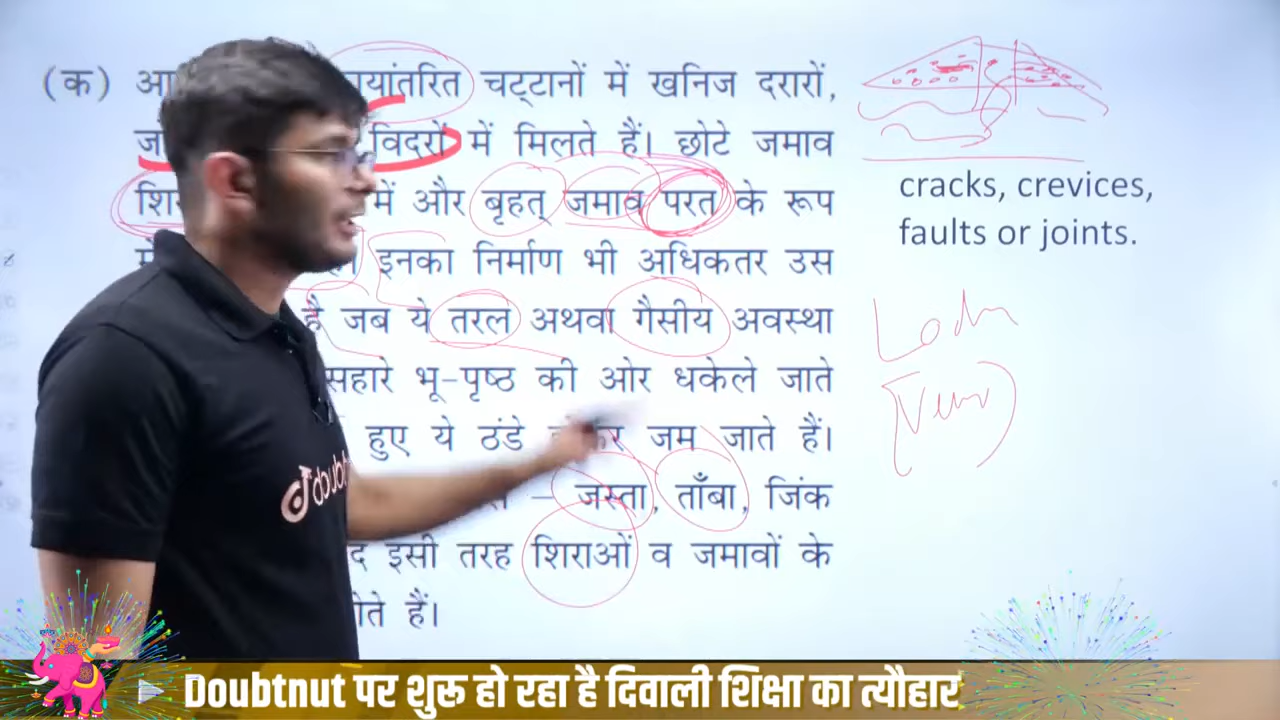 (क) यांतरित चट्टानों में खनिज दरारों,
विदरों में मिलते हैं। छोटे जमाव
में और बृहत् जमाव परत के रूप
इनका निर्माण भी अधिकतर उस
है जब ये तरल अथवा गैसीय अवस्था
सहारे भू-पृष्ठ की ओर धकेले जाते
हुए ये ठंडे जम जाते हैं।
– जस्ता, ताँबा, जिंक
इसी तरह शिराओं व जमावों के
हैं।
cracks, crevices,
faults or joints.
doubt
Doubtnut पर शुरू हो रहा है दिवाली शिक्षा का त्यौहार